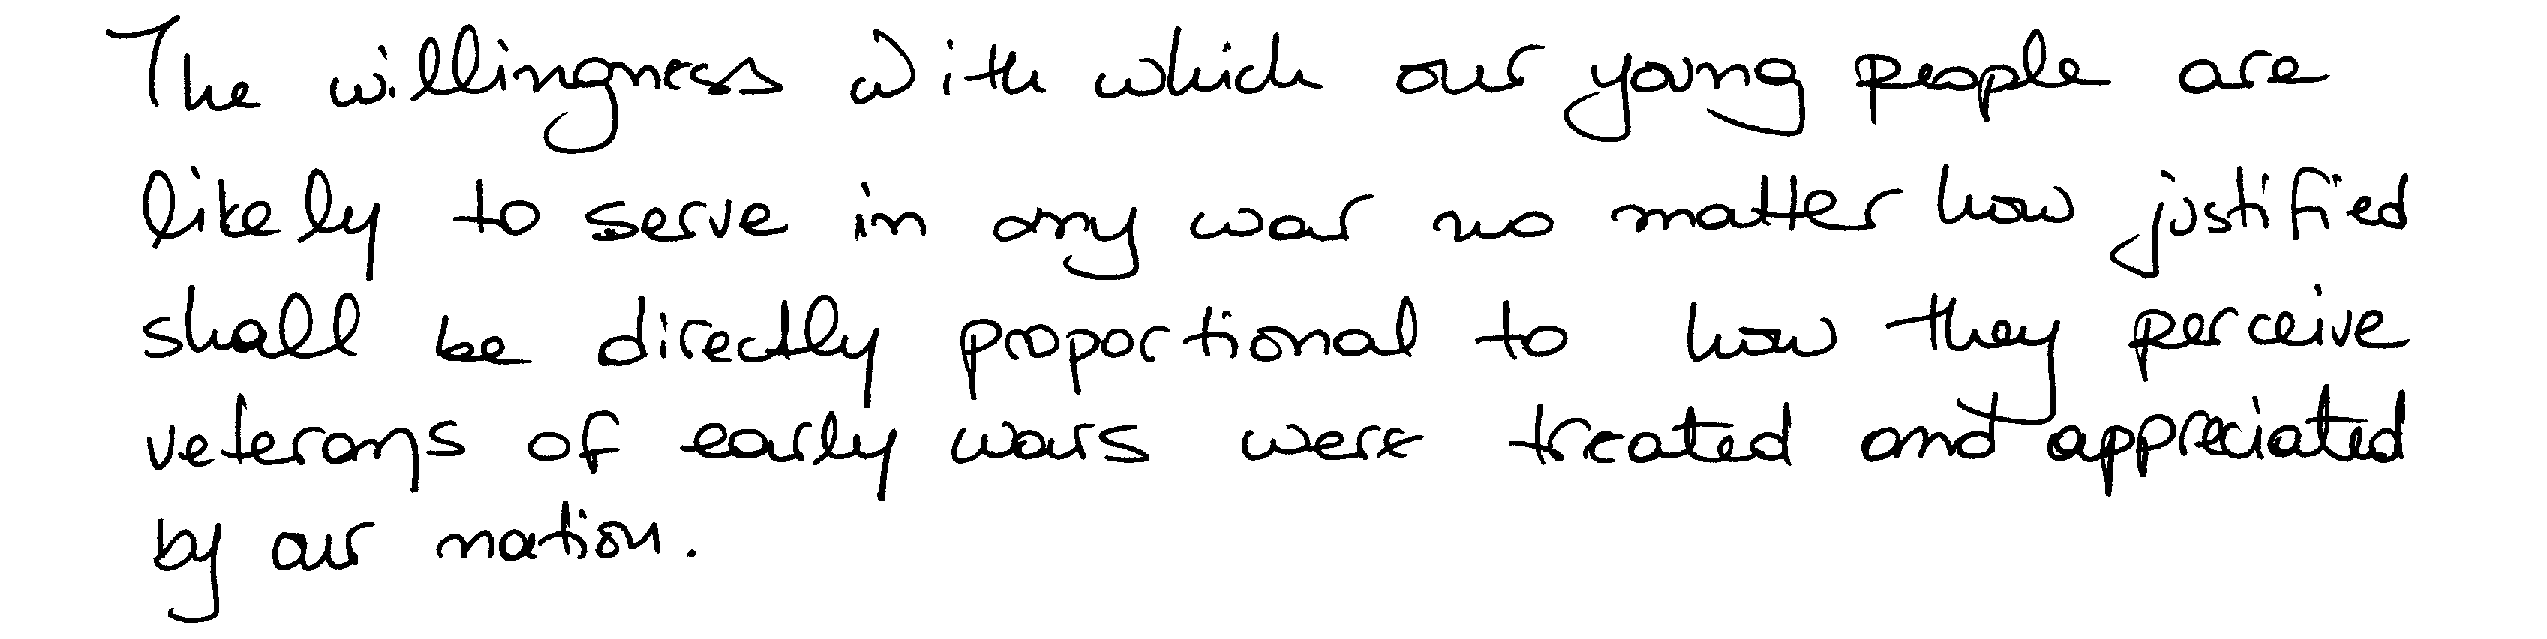 The willingness with which our young people are
likely to serve in any war no matter how justified
shall be directly proportional to how they perceive
veterans of early wars were treated and appreciated
by our nation.